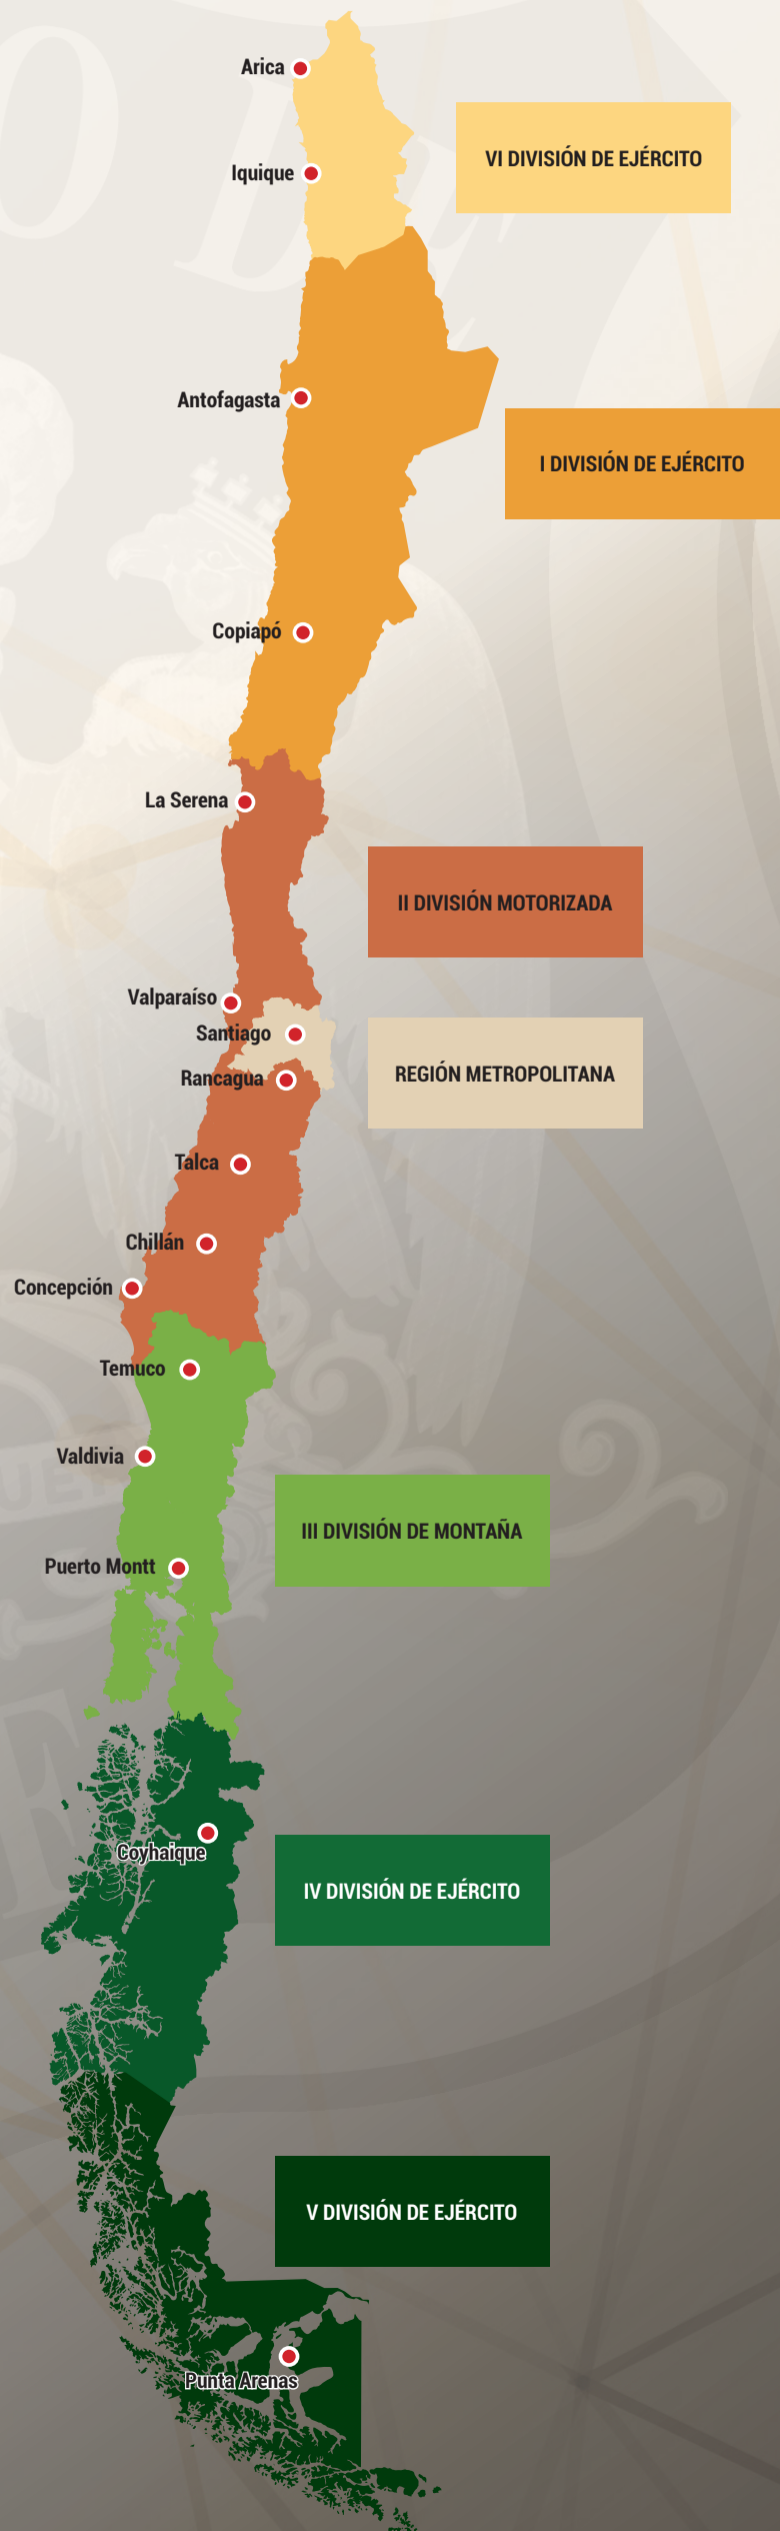 Arica
VI DIVISIÓN DE EJÉRCITO
Iquique
Antofagasta
I DIVISIÓN DE EJÉRCITO
Copiapó
La Serena
II DIVISIÓN MOTORIZADA
Valparaíso
Santiago
REGIÓN METROPOLITANA
Rancagua
Talca
Chillán
Concepción
Temuco
Valdivia
III DIVISIÓN DE MONTAÑA
Puerto Montt
Coyhaique
IV DIVISIÓN DE EJÉRCITO
V DIVISIÓN DE EJÉRCITO
Punta Arenas